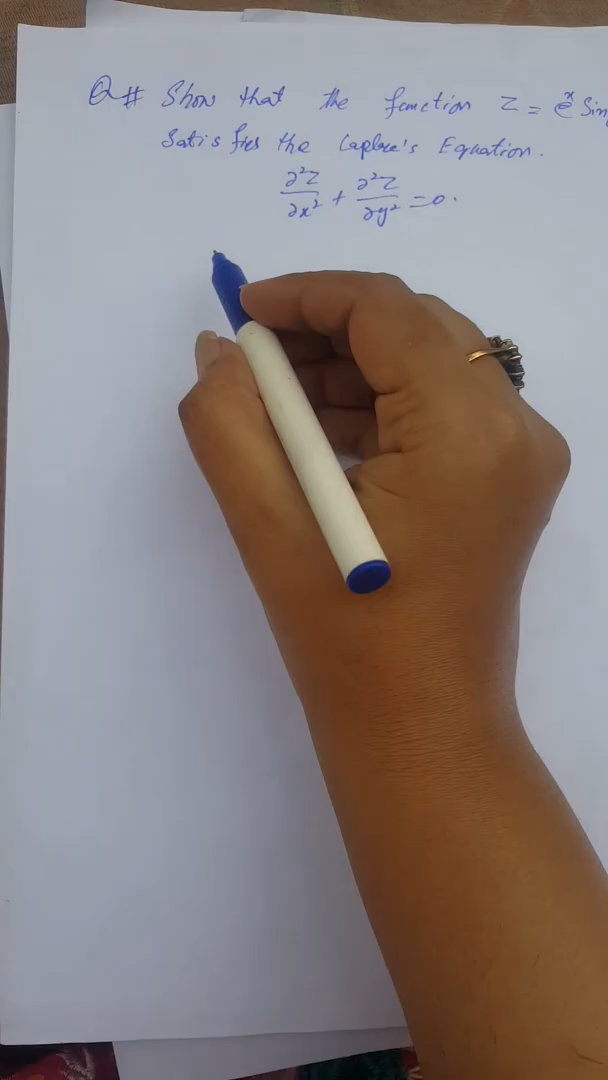 Q# Show that the function Z = e^x Sin
Satisfies the Laplace's Equation.
∂²Z/∂x² + ∂²Z/∂y² = 0.